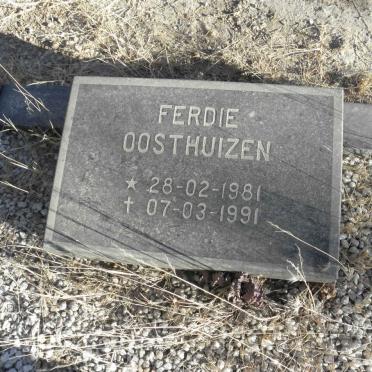 FERDIE
OOSTHUIZEN
★ 28-02-1981
✝ 07-03-1991